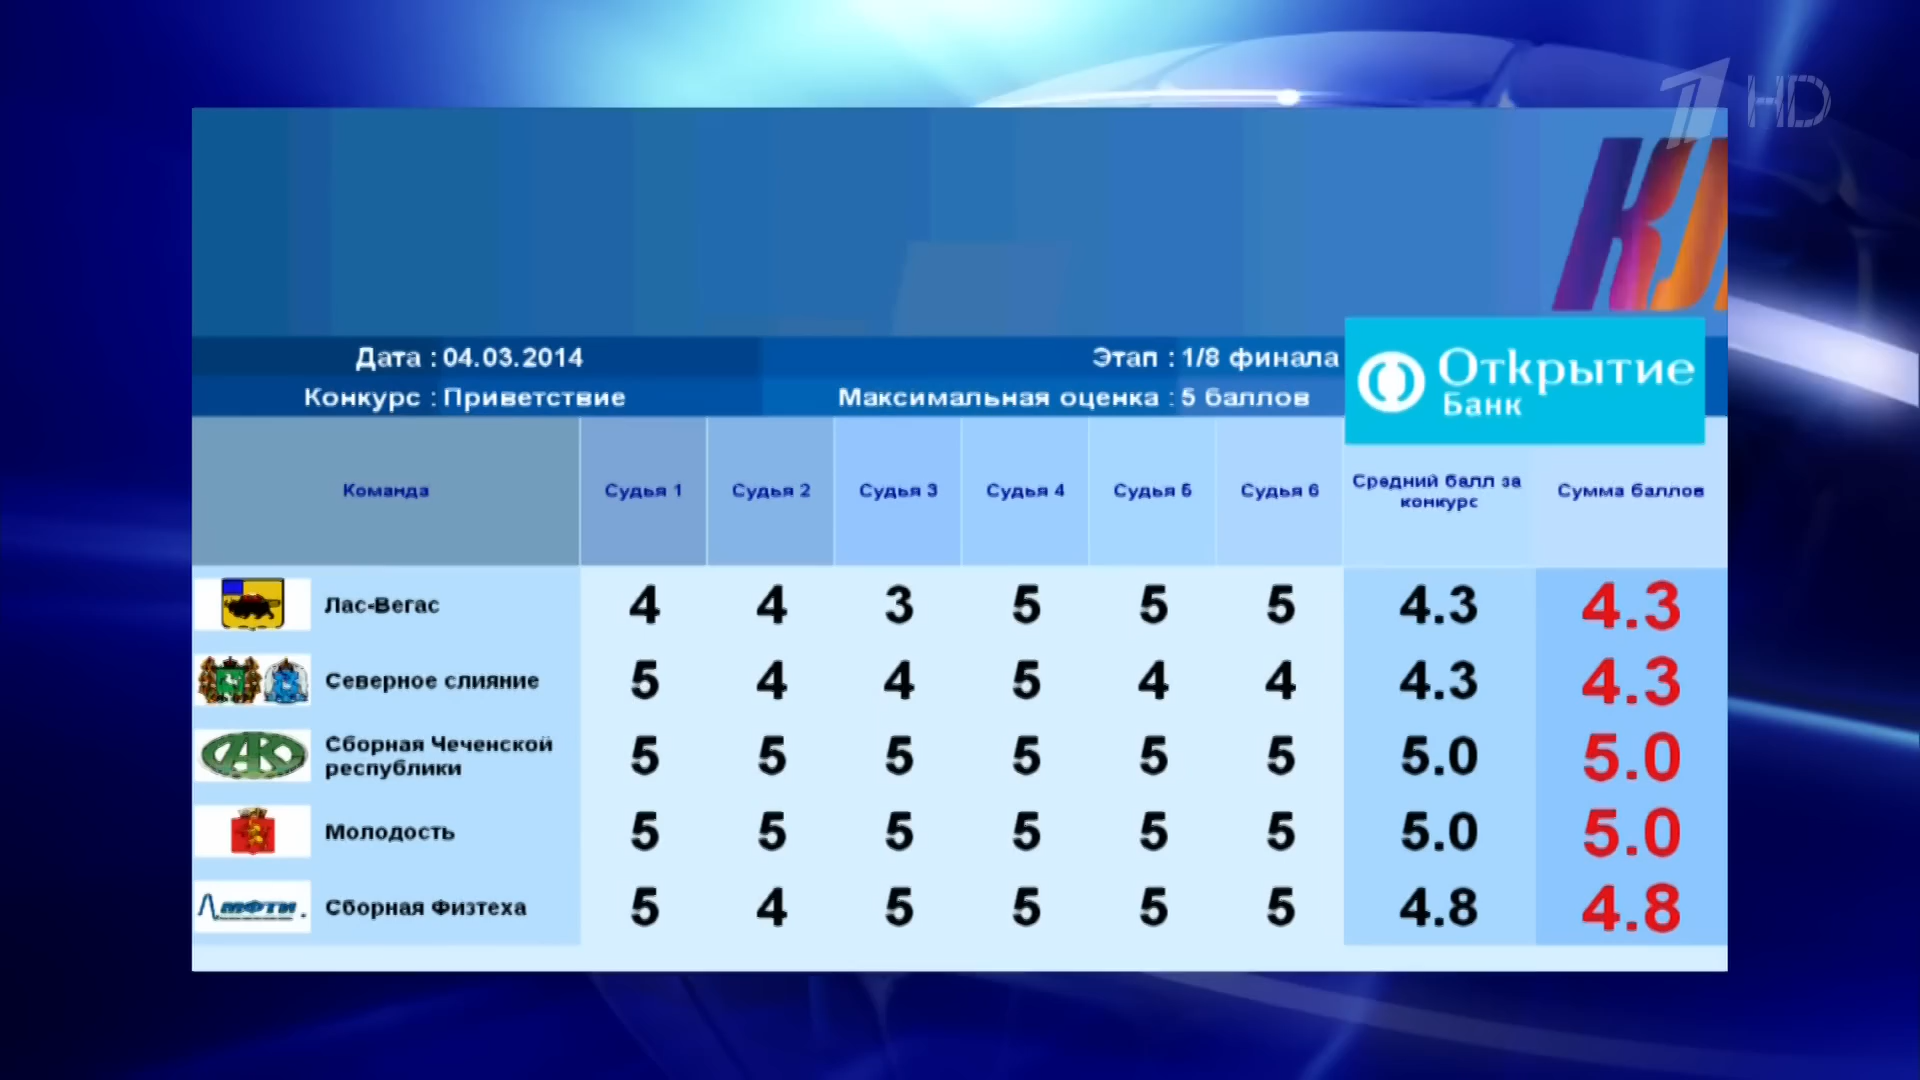 1 HD
КЛ
Дата : 04.03.2014 Этап : 1/8 финала
Конкурс : Приветствие Максимальная оценка : 5 баллов
Открытие
Банк
Команда Судья 1 Судья 2 Судья 3 Судья 4 Судья 5 Судья 6 Средний балл за Сумма баллов
конкурс
Лас-Вегас 4 4 3 5 5 5 4.3 4.3
Северное слияние 5 4 4 5 4 4 4.3 4.3
Сборная Чеченской
республики 5 5 5 5 5 5 5.0 5.0
Молодость 5 5 5 5 5 5 5.0 5.0
МФТИ Сборная Физтеха 5 4 5 5 5 5 4.8 4.8